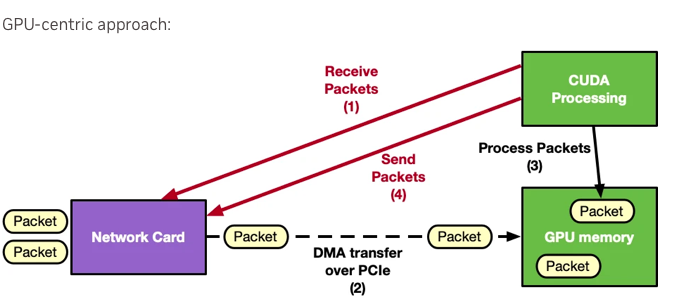 GPU-centric approach:
Receive
Packets
(1)
CUDA
Processing
Send
Packets
(4)
Process Packets
(3)
Packet
Packet
Network Card
Packet
Packet
DMA transfer
over PCIe
(2)
Packet
GPU memory
Packet